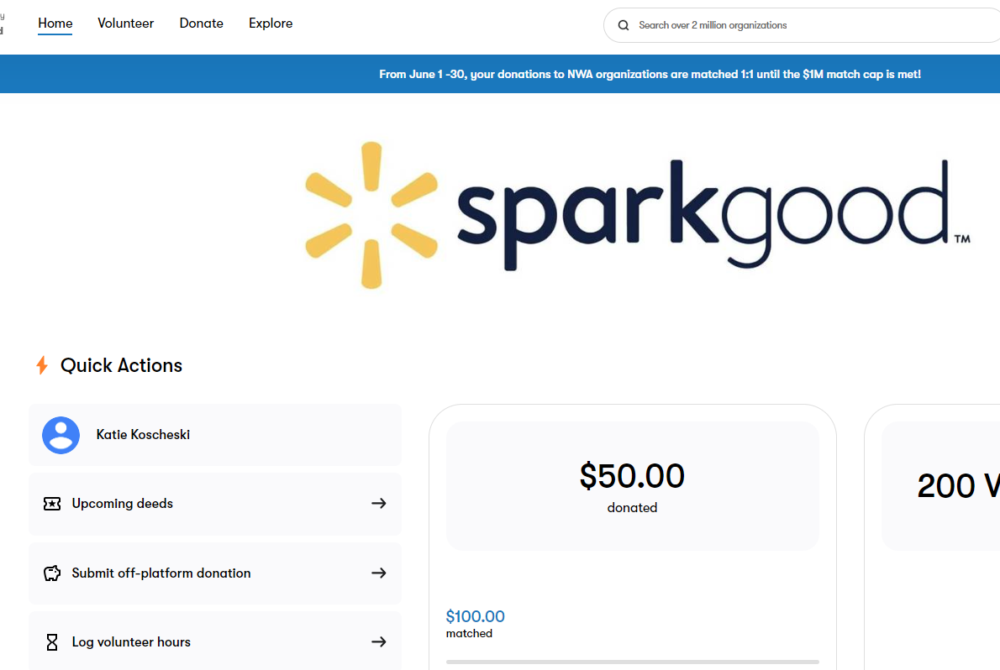 Home Volunteer Donate Explore
Search over 2 million organizations
From June 1 -30, your donations to NWA organizations are matched 1:1 until the $1M match cap is met!
sparkgood™
Quick Actions
Katie Koscheski
Upcoming deeds
Submit off-platform donation
Log volunteer hours
$50.00
donated
$100.00
matched
200